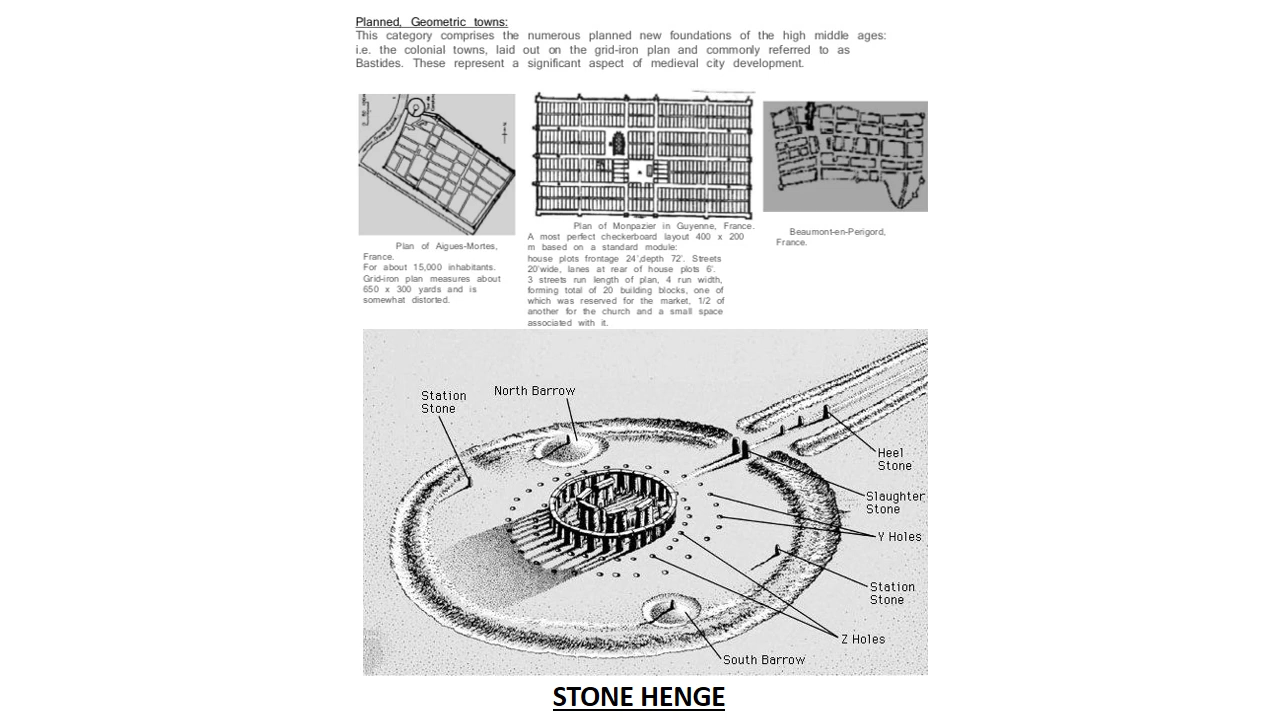 Planned, Geometric towns:
This category comprises the numerous planned new foundations of the high middle ages:
i.e. the colonial towns, laid out on the grid-iron plan and commonly referred to as
Bastides. These represent a significant aspect of medieval city development.
Plan of Aigues-Mortes,
France.
For about 15,000 inhabitants.
Grid-iron plan measures about
650 x 300 yards and is
somewhat distorted.
Plan of Monpazier in Guyenne, France.
A most perfect checkerboard layout 400 x 200
m based on a standard module:
house plots frontage 24',depth 72'. Streets
20'wide, lanes at rear of house plots 6'.
3 streets run length of plan, 4 run width,
forming total of 20 building blocks, one of
which was reserved for the market, 1/2 of
another for the church and a small space
associated with it.
Beaumont-en-Perigord,
France.
Station
Stone
North Barrow
Heel
Stone
Slaughter
Stone
Y Holes
Station
Stone
Z Holes
South Barrow
STONE HENGE